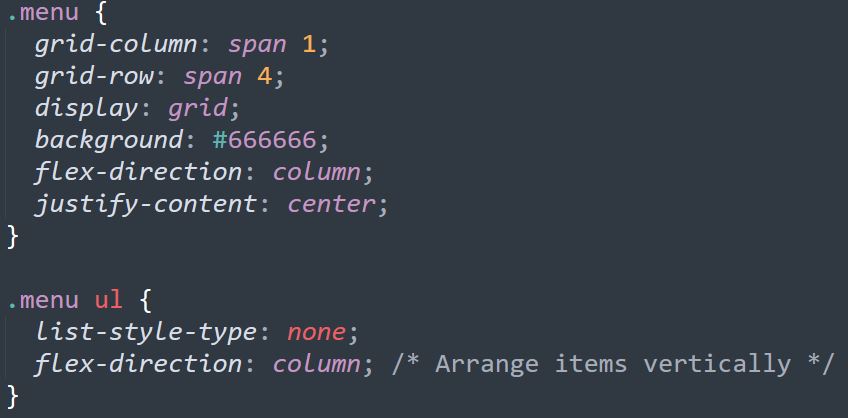 .menu {
  grid-column: span 1;
  grid-row: span 4;
  display: grid;
  background: #666666;
  flex-direction: column;
  justify-content: center;
}

.menu ul {
  list-style-type: none;
  flex-direction: column; /* Arrange items vertically */
}